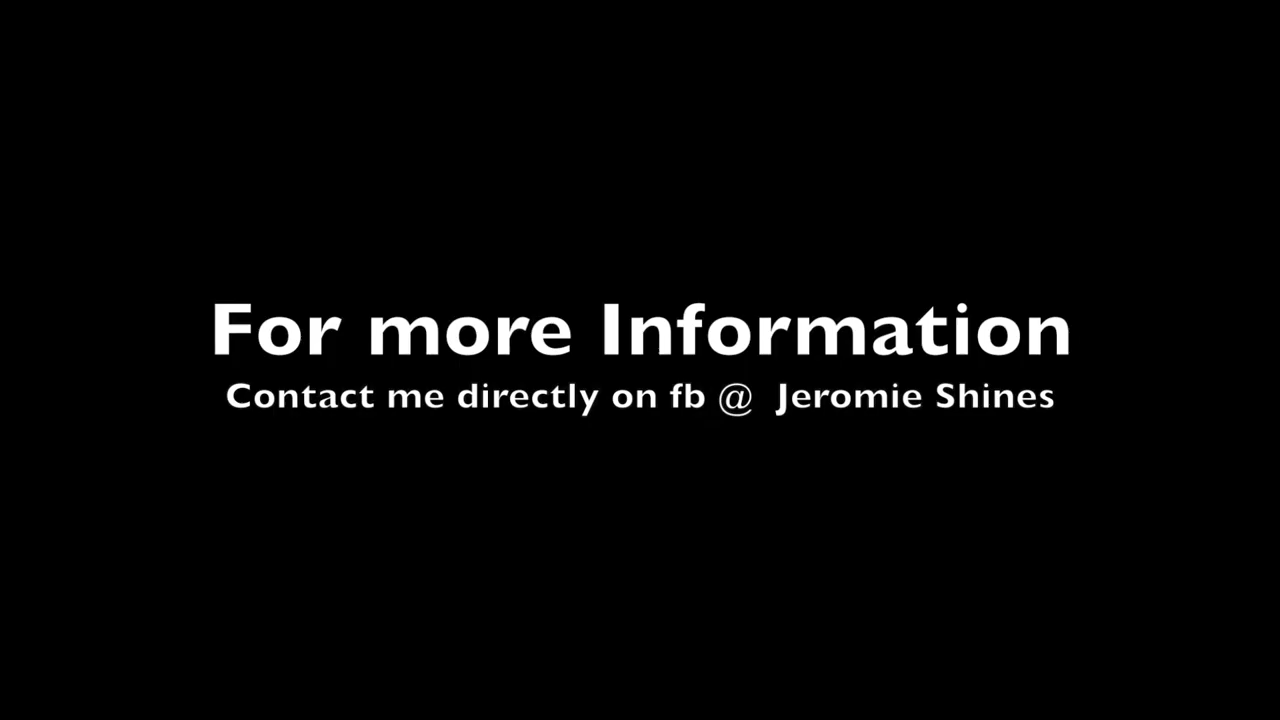 For more Information
Contact me directly on fb @ Jeromie Shines